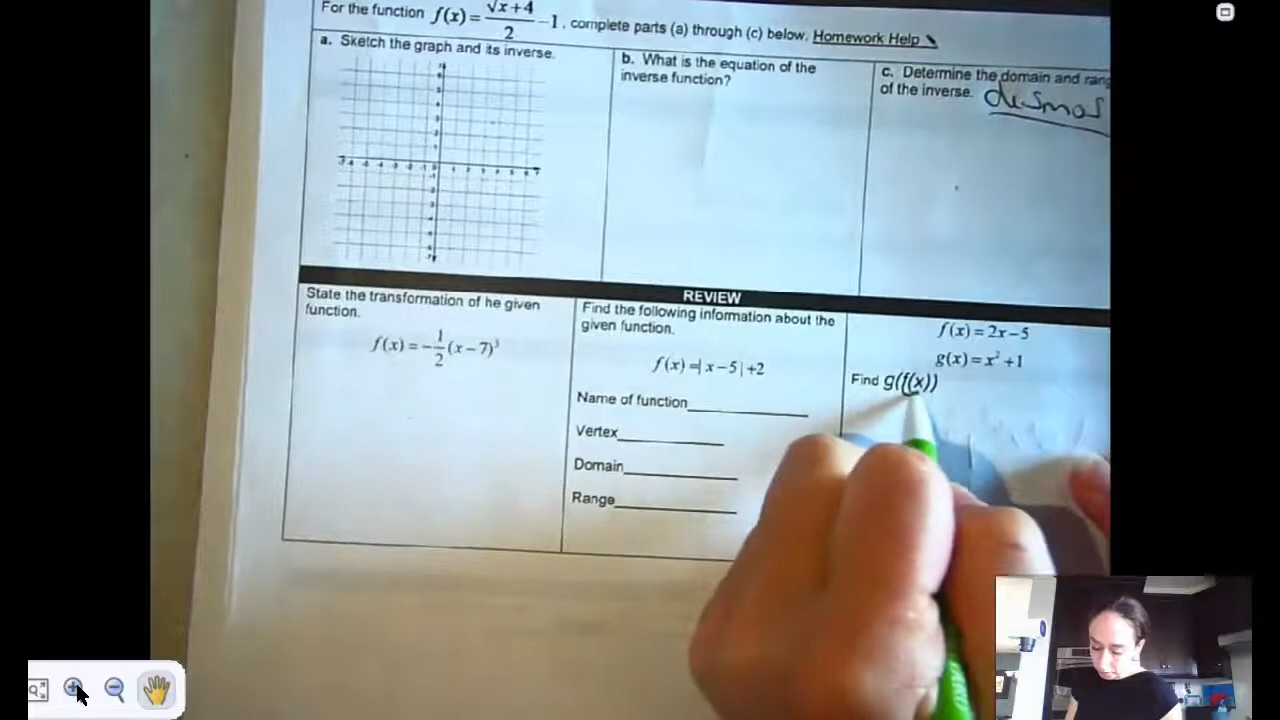 For the function f(x) = √x+4/2 − 1, complete parts (a) through (c) below. Homework Help
a. Sketch the graph and its inverse.
b. What is the equation of the
inverse function?
c. Determine the domain and rang
of the inverse. desmos
REVIEW
State the transformation of he given
function.
f(x) = −1/2(x − 7)³
Find the following information about the
given function.
f(x) =| x − 5 | +2
Name of function
Vertex
Domain
Range
f(x) = 2x − 5
g(x) = x² + 1
Find g(f(x))